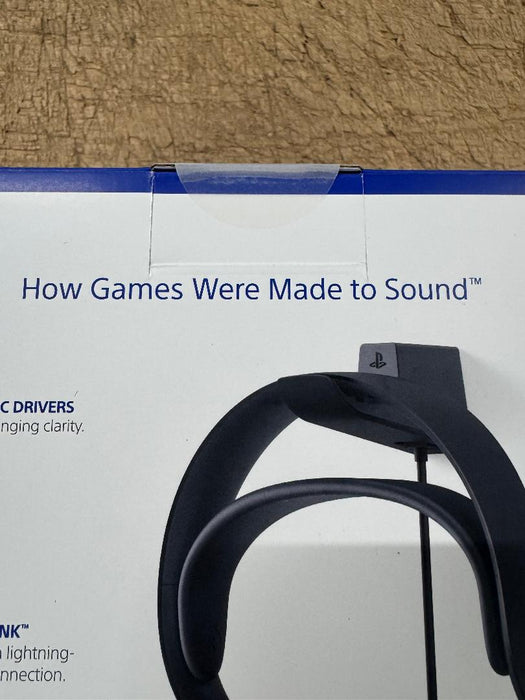 How Games Were Made to Sound™
C DRIVERS
nging clarity.
NK™
lightning-
nnection.